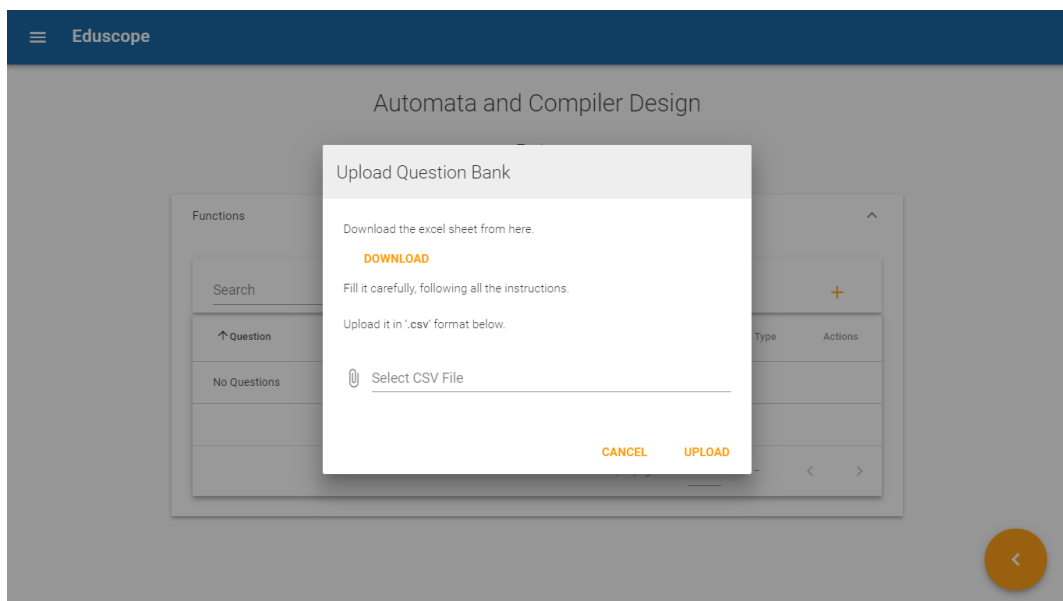 Eduscope
Automata and Compiler Design
Upload Question Bank
Functions
Download the excel sheet from here.
DOWNLOAD
Search
Fill it carefully, following all the instructions.
Upload it in '.csv' format below.
Question
Type
Actions
No Questions
Select CSV File
CANCEL
UPLOAD